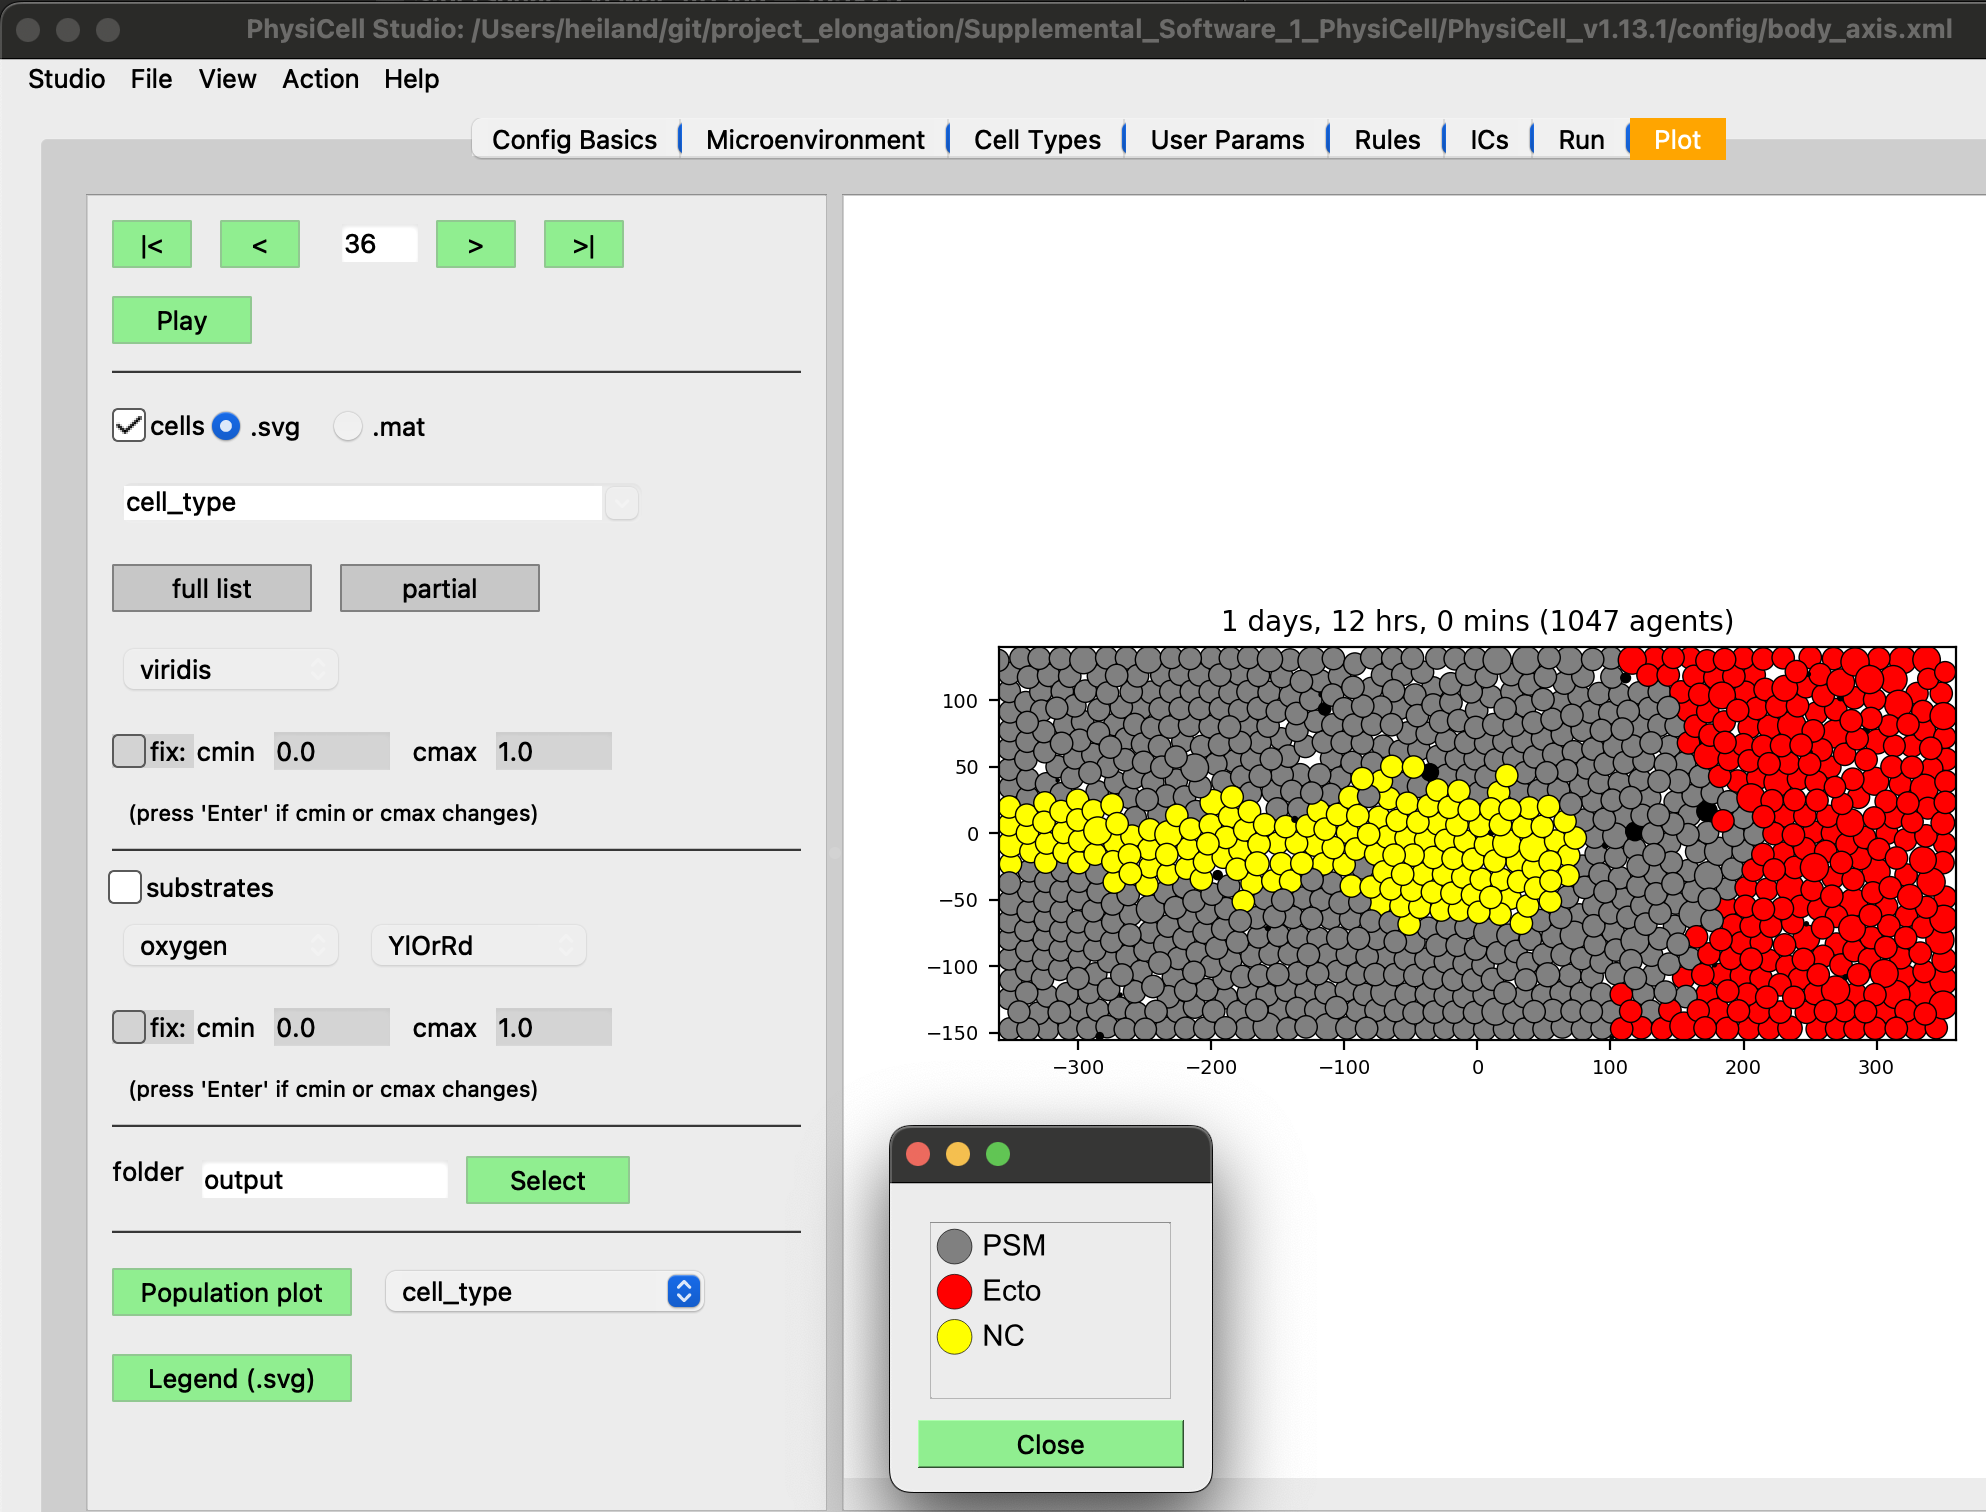 PhysiCell Studio: /Users/heiland/git/project_elongation/Supplemental_Software_1_PhysiCell/PhysiCell_v1.13.1/config/body_axis.xml
Studio File View Action Help
Config Basics Microenvironment Cell Types User Params Rules ICs Run Plot
|< < 36 > >|
Play
cells .svg .mat
cell_type
full list partial
viridis
fix: cmin 0.0 cmax 1.0
(press 'Enter' if cmin or cmax changes)
substrates
oxygen YlOrRd
fix: cmin 0.0 cmax 1.0
(press 'Enter' if cmin or cmax changes)
folder output Select
Population plot cell_type
Legend (.svg)
1 days, 12 hrs, 0 mins (1047 agents)
100
50
0
−50
−100
−150
−300 −200 −100 0 100 200 300
PSM
Ecto
NC
Close